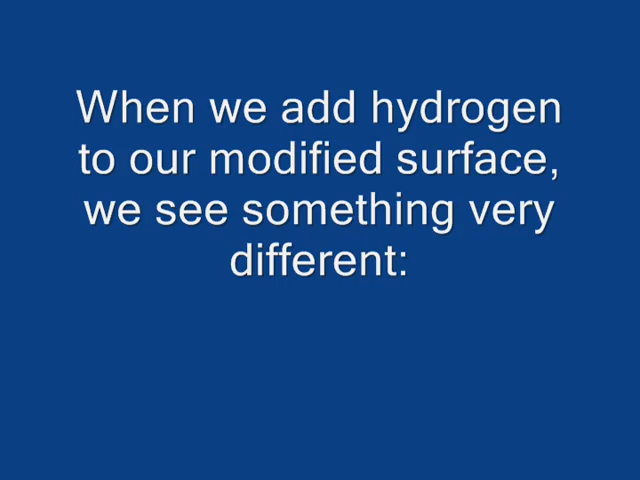 When we add hydrogen
to our modified surface,
we see something very
different: